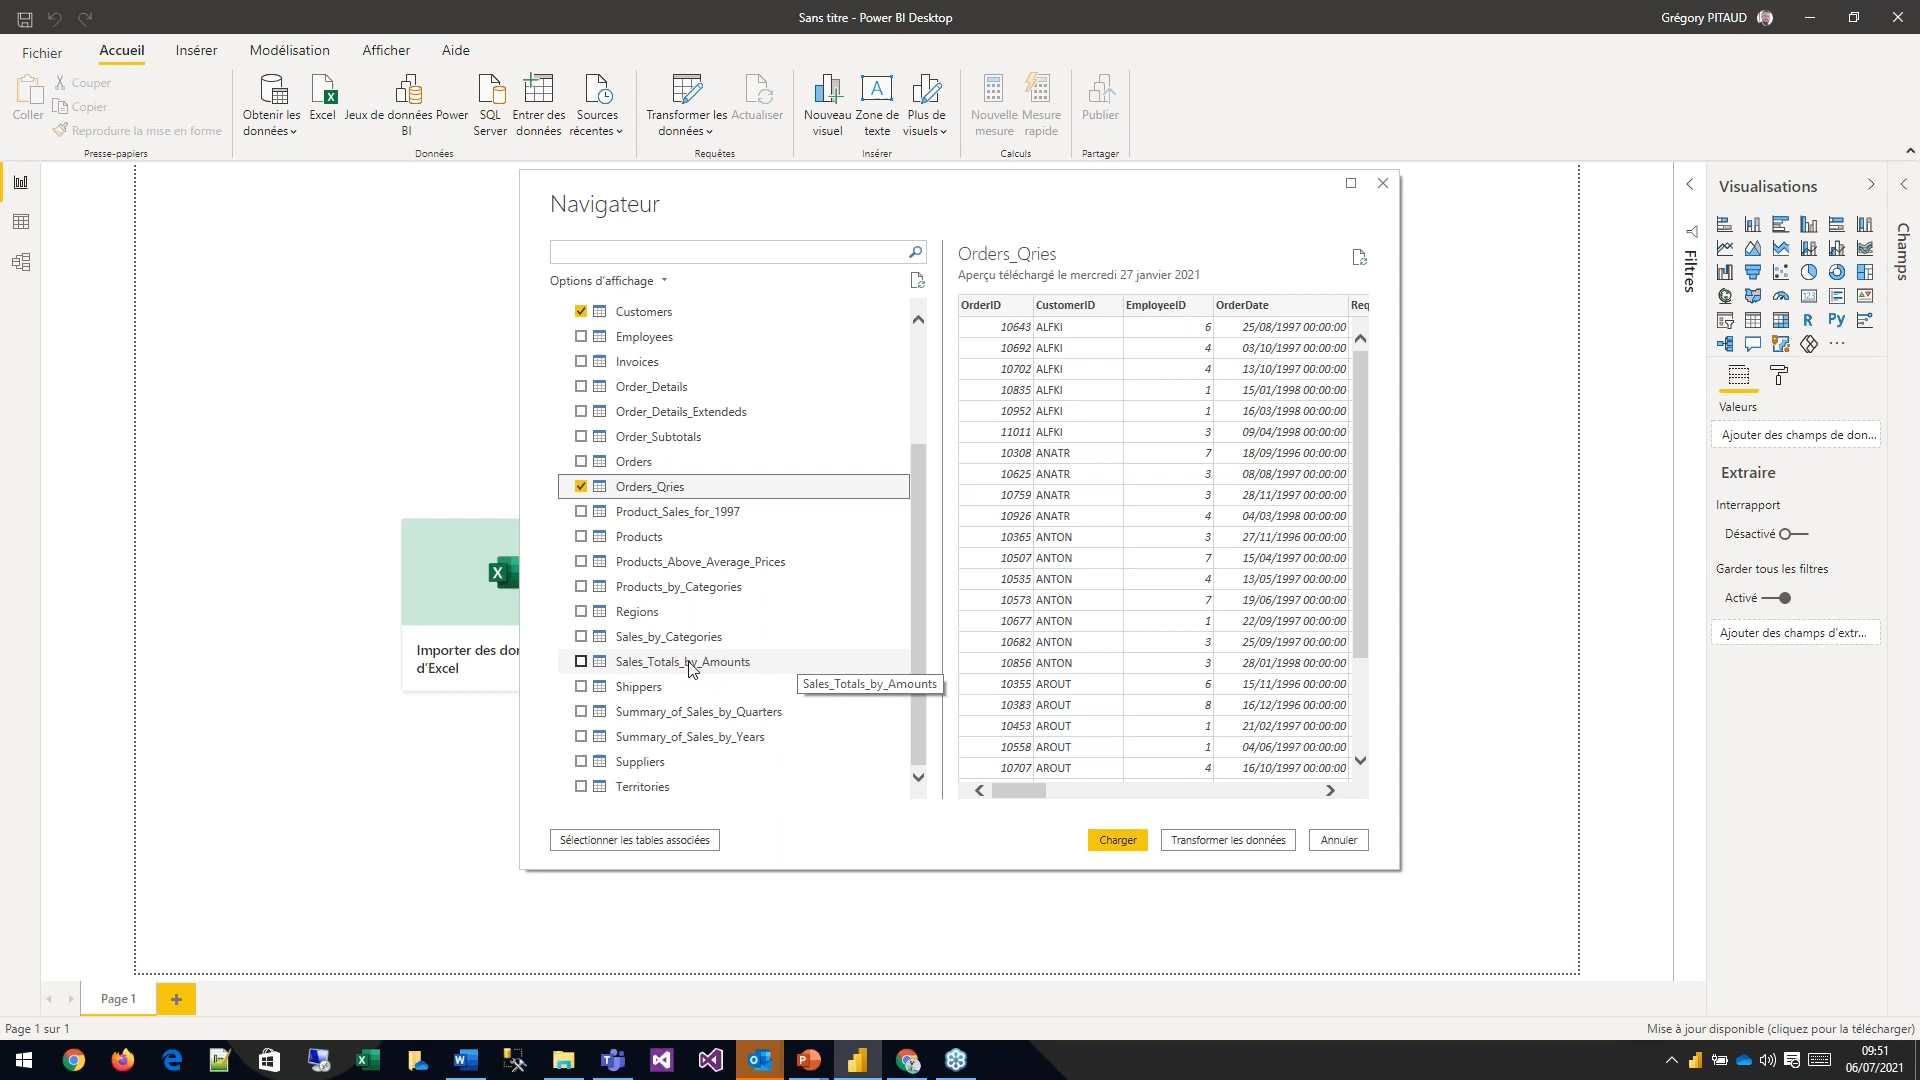 Sans titre - Power BI Desktop
Grégory PITAUD
Fichier
Accueil
Insérer
Modélisation
Afficher
Aide
Coller
Couper
Copier
Reproduire la mise en forme
Presse-papiers
Obtenir les données
Excel
Jeux de données Power BI
SQL Server
Entrer des données
Sources récentes
Données
Transformer les données
Actualiser
Requêtes
Nouveau visuel
Zone de texte
Plus de visuels
Insérer
Nouvelle mesure
Mesure rapide
Calculs
Publier
Partager
Navigateur
Options d'affichage
Customers
Employees
Invoices
Order_Details
Order_Details_Extendeds
Order_Subtotals
Orders
Orders_Qries
Product_Sales_for_1997
Products
Products_Above_Average_Prices
Products_by_Categories
Regions
Sales_by_Categories
Sales_Totals_by_Amounts
Sales_Totals_by_Amounts
Shippers
Summary_of_Sales_by_Quarters
Summary_of_Sales_by_Years
Suppliers
Territories
Orders_Qries
Aperçu téléchargé le mercredi 27 janvier 2021
OrderID CustomerID EmployeeID OrderDate Req
10643 ALFKI 6 25/08/1997 00:00:00
10692 ALFKI 4 03/10/1997 00:00:00
10702 ALFKI 4 13/10/1997 00:00:00
10835 ALFKI 1 15/01/1998 00:00:00
10952 ALFKI 1 16/03/1998 00:00:00
11011 ALFKI 3 09/04/1998 00:00:00
10308 ANATR 7 18/09/1996 00:00:00
10625 ANATR 3 08/08/1997 00:00:00
10759 ANATR 3 28/11/1997 00:00:00
10926 ANATR 4 04/03/1998 00:00:00
10365 ANTON 3 27/11/1996 00:00:00
10507 ANTON 7 15/04/1997 00:00:00
10535 ANTON 4 13/05/1997 00:00:00
10573 ANTON 7 19/06/1997 00:00:00
10677 ANTON 1 22/09/1997 00:00:00
10682 ANTON 3 25/09/1997 00:00:00
10856 ANTON 3 28/01/1998 00:00:00
10355 AROUT 6 15/11/1996 00:00:00
10383 AROUT 8 16/12/1996 00:00:00
10453 AROUT 1 21/02/1997 00:00:00
10558 AROUT 1 04/06/1997 00:00:00
10707 AROUT 4 16/10/1997 00:00:00
Sélectionner les tables associées
Charger
Transformer les données
Annuler
Importer des dor
d'Excel
Filtres
Visualisations
Valeurs
Ajouter des champs de don...
Extraire
Interrapport
Désactivé
Garder tous les filtres
Activé
Ajouter des champs d'extr...
Champs
Page 1
Page 1 sur 1
Mise à jour disponible (cliquez pour la télécharger)
09:51
06/07/2021